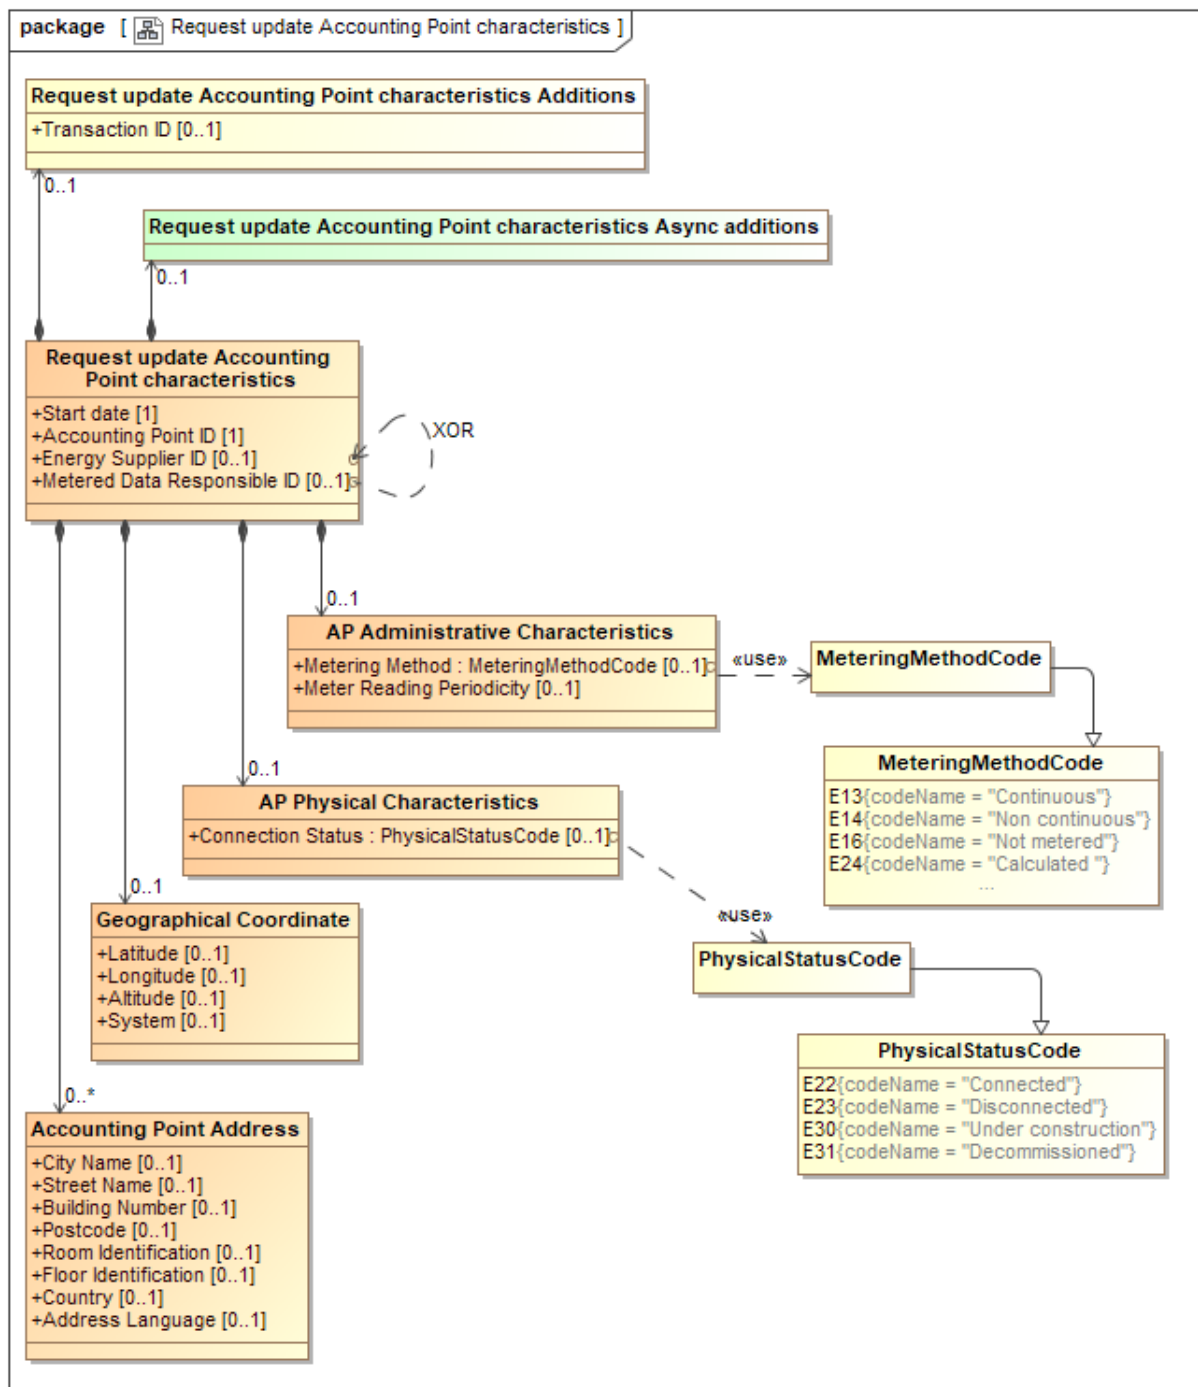 package [ Request update Accounting Point characteristics ]
Request update Accounting Point characteristics Additions
+Transaction ID [0..1]
0..1
Request update Accounting Point characteristics Async additions
0..1
Request update Accounting
Point characteristics
+Start date [1]
+Accounting Point ID [1]
+Energy Supplier ID [0..1]
+Metered Data Responsible ID [0..1]
XOR
0..1
AP Administrative Characteristics
+Metering Method : MeteringMethodCode [0..1]
+Meter Reading Periodicity [0..1]
«use»
MeteringMethodCode
MeteringMethodCode
E13{codeName = "Continuous"}
E14{codeName = "Non continuous"}
E16{codeName = "Not metered"}
E24{codeName = "Calculated "}
...
0..1
AP Physical Characteristics
+Connection Status : PhysicalStatusCode [0..1]
«use»
PhysicalStatusCode
PhysicalStatusCode
E22{codeName = "Connected"}
E23{codeName = "Disconnected"}
E30{codeName = "Under construction"}
E31{codeName = "Decommissioned"}
0..1
Geographical Coordinate
+Latitude [0..1]
+Longitude [0..1]
+Altitude [0..1]
+System [0..1]
0..*
Accounting Point Address
+City Name [0..1]
+Street Name [0..1]
+Building Number [0..1]
+Postcode [0..1]
+Room Identification [0..1]
+Floor Identification [0..1]
+Country [0..1]
+Address Language [0..1]